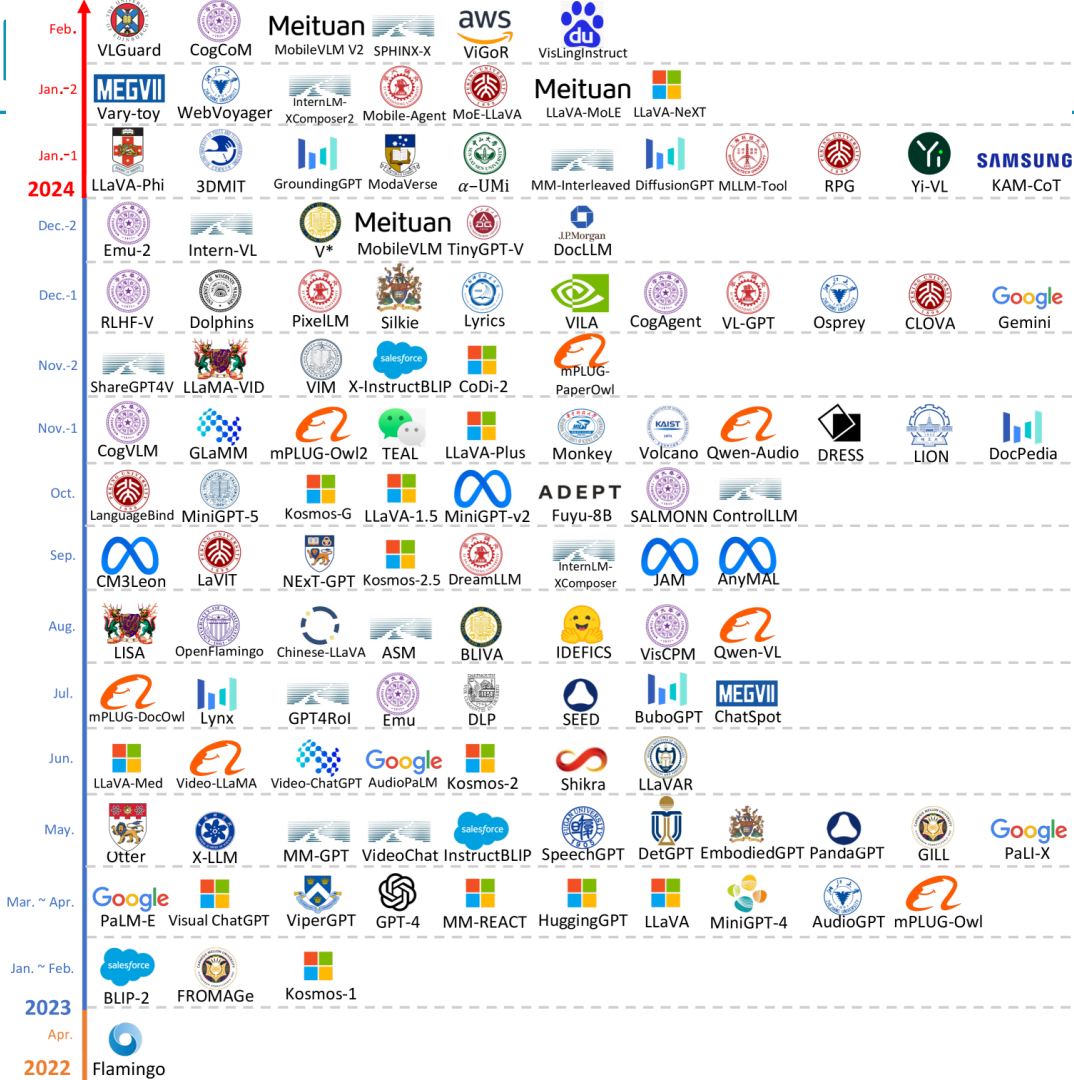 Feb.
Meituan
aws
Bai
du
VLGuard
CogCoM
MobileVLM V2
SPHINX-X
ViGoR
VisLingInstruct
Jan.-2
MEGVII
Meituan
Vary-toy
WebVoyager
InternLM-
XComposer2
Mobile-Agent
MoE-LLaVA
LLaVA-MoLE
LLaVA-NeXT
Jan.-1
Yi
SAMSUNG
2024
LLaVA-Phi
3DMIT
GroundingGPT
ModaVerse
α-UMi
MM-Interleaved
DiffusionGPT
MLLM-Tool
RPG
Yi-VL
KAM-CoT
Dec.-2
Meituan
J.P.Morgan
Emu-2
Intern-VL
V*
MobileVLM
TinyGPT-V
DocLLM
Dec.-1
Google
RLHF-V
Dolphins
PixelLM
Silkie
Lyrics
VILA
CogAgent
VL-GPT
Osprey
CLOVA
Gemini
Nov.-2
salesforce
ShareGPT4V
LLaMA-VID
VIM
X-InstructBLIP
CoDi-2
mPLUG-
PaperOwl
Nov.-1
KAIST
CogVLM
GLaMM
mPLUG-Owl2
TEAL
LLaVA-Plus
Monkey
Volcano
Qwen-Audio
DRESS
LION
DocPedia
Oct.
ADEPT
LanguageBind
MiniGPT-5
Kosmos-G
LLaVA-1.5
MiniGPT-v2
Fuyu-8B
SALMONN
ControlLLM
Sep.
CM3Leon
LaVIT
NExT-GPT
Kosmos-2.5
DreamLLM
InternLM-
XComposer
JAM
AnyMAL
Aug.
LISA
OpenFlamingo
Chinese-LLaVA
ASM
BLIVA
IDEFICS
VisCPM
Qwen-VL
Jul.
MEGVII
mPLUG-DocOwl
Lynx
GPT4RoI
Emu
DLP
SEED
BuboGPT
ChatSpot
Jun.
Google
LLaVA-Med
Video-LLaMA
Video-ChatGPT
AudioPaLM
Kosmos-2
Shikra
LLaVAR
May.
salesforce
Google
Otter
X-LLM
MM-GPT
VideoChat
InstructBLIP
SpeechGPT
DetGPT
EmbodiedGPT
PandaGPT
GILL
PaLI-X
Mar. ~ Apr.
Google
PaLM-E
Visual ChatGPT
ViperGPT
GPT-4
MM-REACT
HuggingGPT
LLaVA
MiniGPT-4
AudioGPT
mPLUG-Owl
Jan. ~ Feb.
salesforce
BLIP-2
FROMAGe
Kosmos-1
2023
Apr.
2022
Flamingo